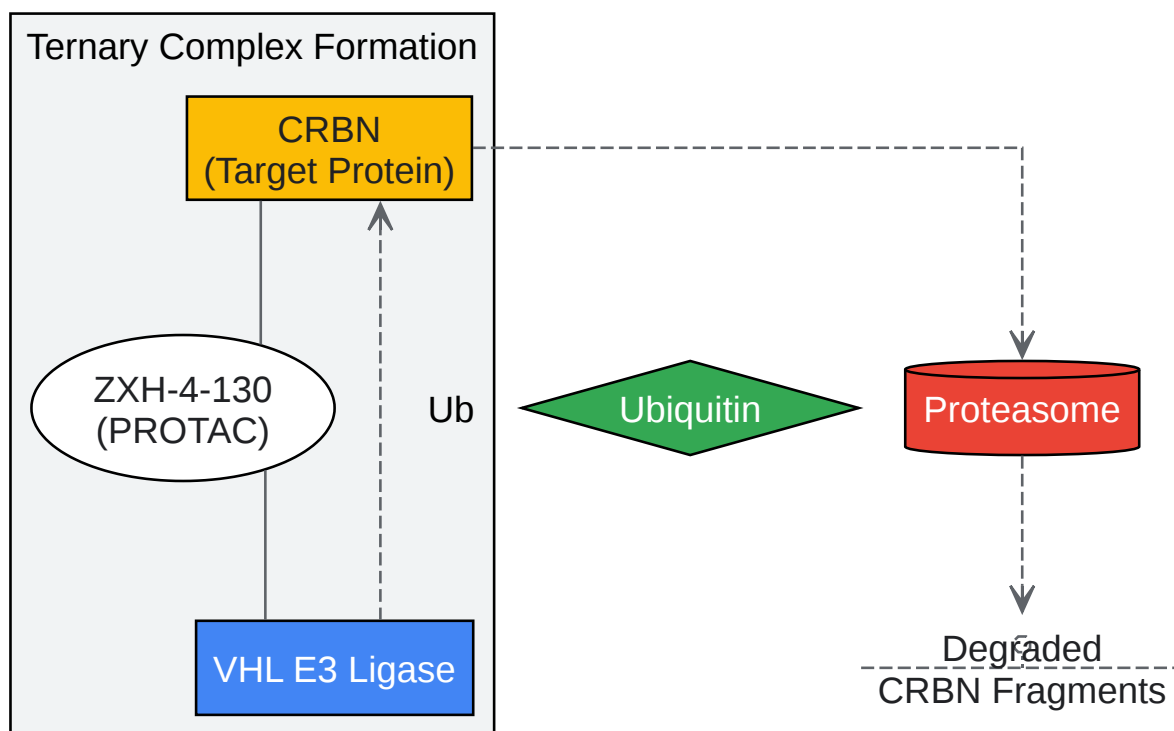 Ternary Complex Formation
CRBN
(Target Protein)
ZXH-4-130
(PROTAC)
Ub
Ubiquitin
Proteasome
VHL E3 Ligase
Degraded
CRBN Fragments